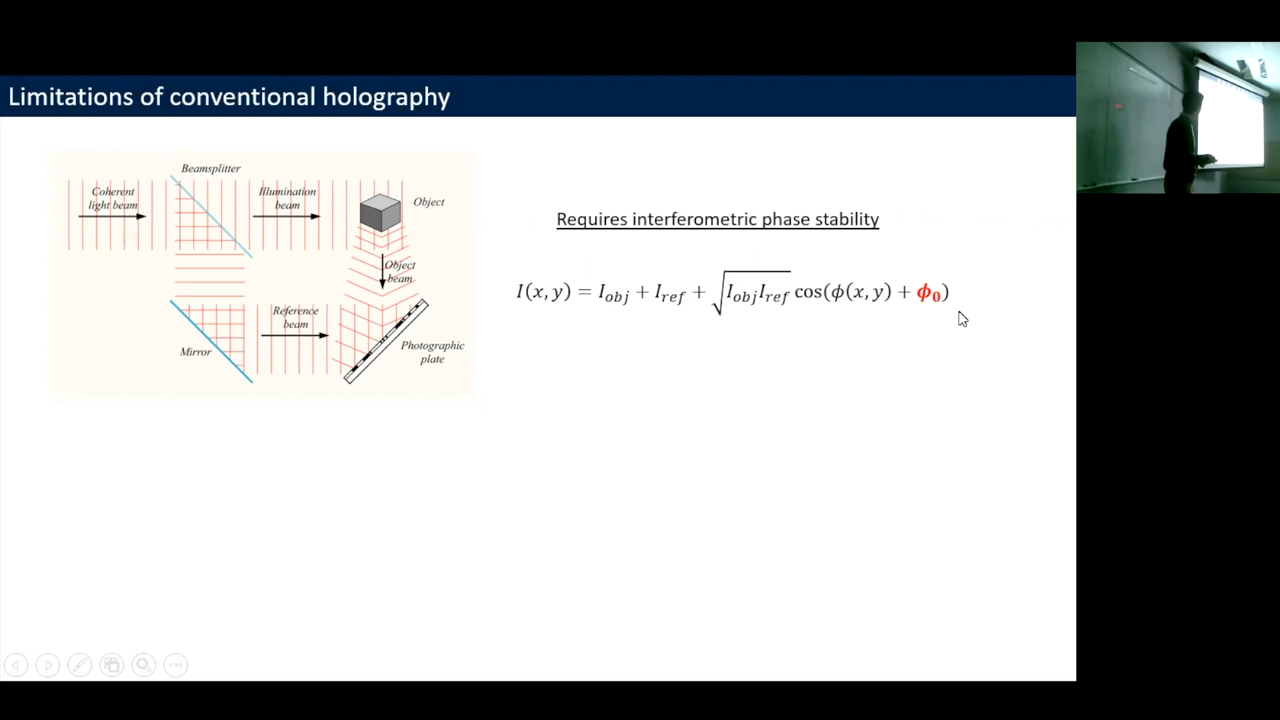 Limitations of conventional holography
Beamsplitter
Coherent
light beam
Illumination
beam
Object
Object
beam
Reference
beam
Mirror
Photographic
plate
Requires interferometric phase stability
I(x, y) = I_obj + I_ref + √(I_obj I_ref) cos(ϕ(x, y) + ϕ_0)